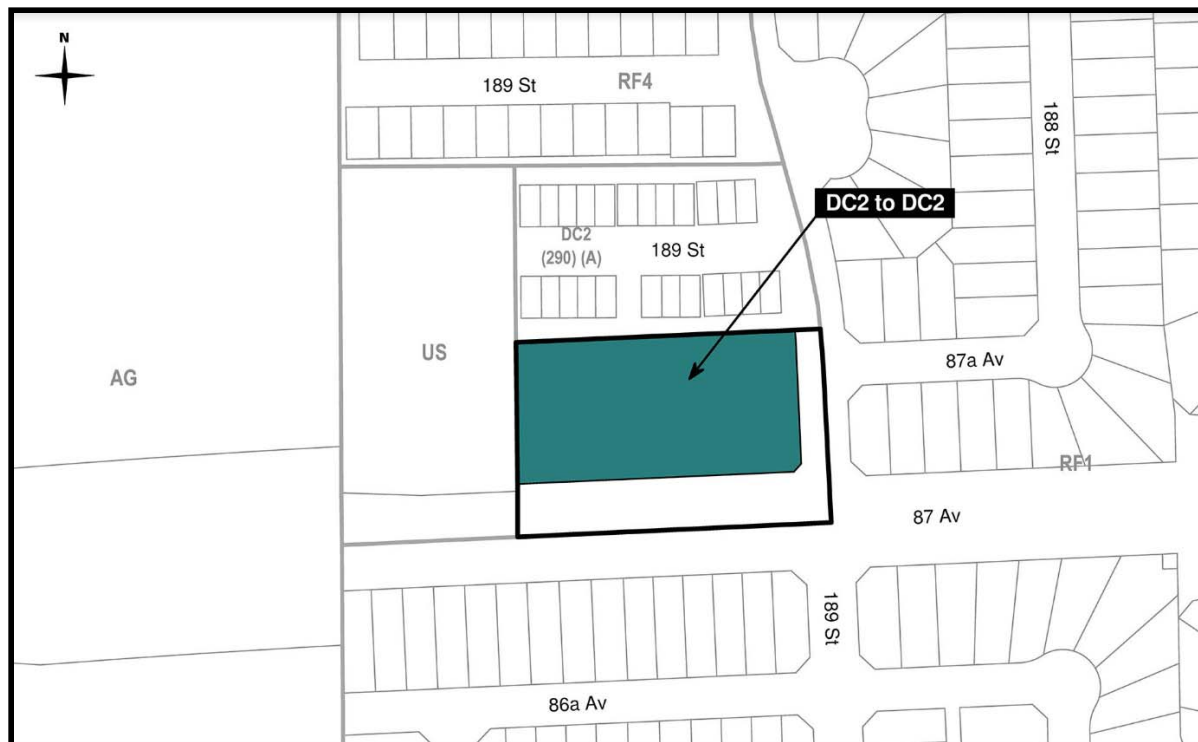 N
189 St
RF4
188 St
DC2 to DC2
DC2
(290) (A)
189 St
US
AG
87a Av
RF1
87 Av
189 St
86a Av